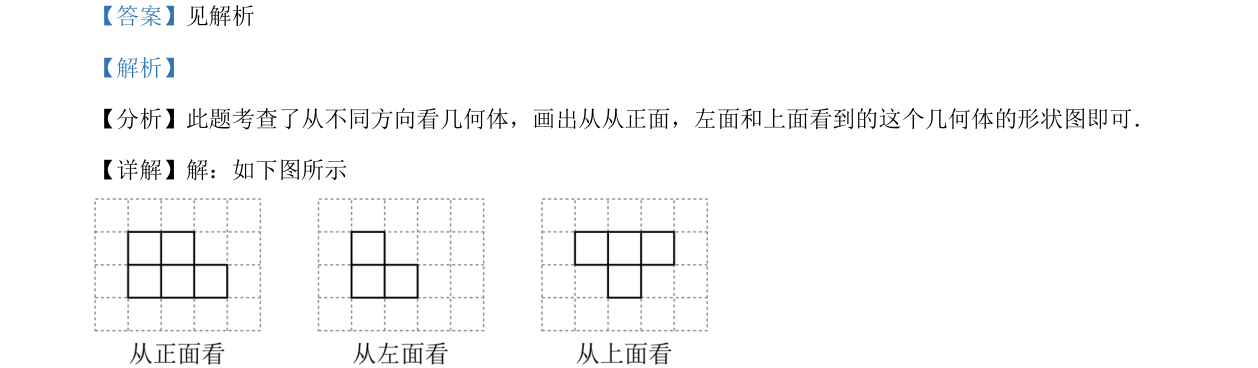 【答案】见解析
【解析】
【分析】此题考查了从不同方向看几何体，画出从从正面，左面和上面看到的这个几何体的形状图即可．
【详解】解：如下图所示
从正面看 从左面看 从上面看